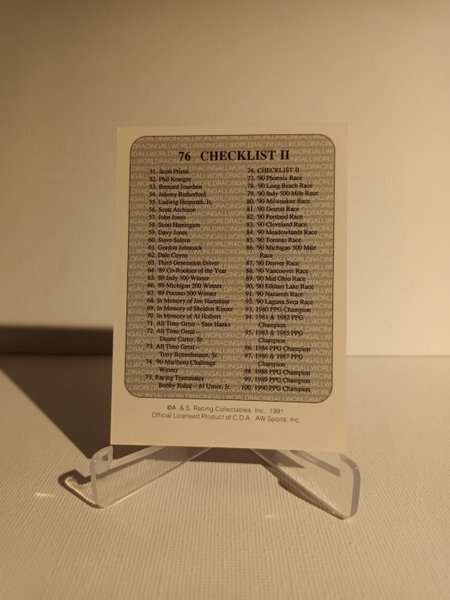 76 CHECKLIST II
51. Scott Pruett
52. Phil Krueger
53. Bernard Jourdain
54. Johnny Rutherford
55. Ludwig Heimrath, Jr.
56. Scott Atchison
57. John Jones
58. Scott Harrington
59. Davy Jones
60. Steve Saleen
61. Gordon Johncock
62. Dale Coyne
63. Third Generation Driver
64. '89 Co-Rookies of the Year
65. '89 Indy 500 Winner
66. '89 Michigan 500 Winner
67. '89 Pocono 500 Winner
68. In Memory of Jim Hurtubise
69. In Memory of Sheldon Kinser
70. In Memory of Al Holbert
71. All Time Great – Sam Hanks
72. All Time Great –
Duane Carter, Sr.
73. All Time Great –
Tony Bettenhausen, Sr.
74. '90 Marlboro Challenge
Winner
75. Racing Teammates
Bobby Rahal – Al Unser, Jr.
76. CHECKLIST II
77. '90 Phoenix Race
78. '90 Long Beach Race
79. '90 Indy 500 Mile Race
80. '90 Milwaukee Race
81. '90 Detroit Race
82. '90 Portland Race
83. '90 Cleveland Race
84. '90 Meadowlands Race
85. '90 Toronto Race
86. '90 Michigan 500 Mile
Race
87. '90 Denver Race
88. '90 Vancouver Race
89. '90 Mid Ohio Race
90. '90 Elkhart Lake Race
91. '90 Nazareth Race
92. '90 Laguna Seca Race
93. 1980 PPG Champion
94. 1981 & 1982 PPG
Champion
95. 1983 & 1985 PPG
Champion
96. 1984 PPG Champion
97. 1986 & 1987 PPG
Champion
98. 1988 PPG Champion
99. 1989 PPG Champion
100. 1990 PPG Champion
©A & S Racing Collectables, Inc. 1991
Official Licensed Product of C.D.A. AW Sports, Inc